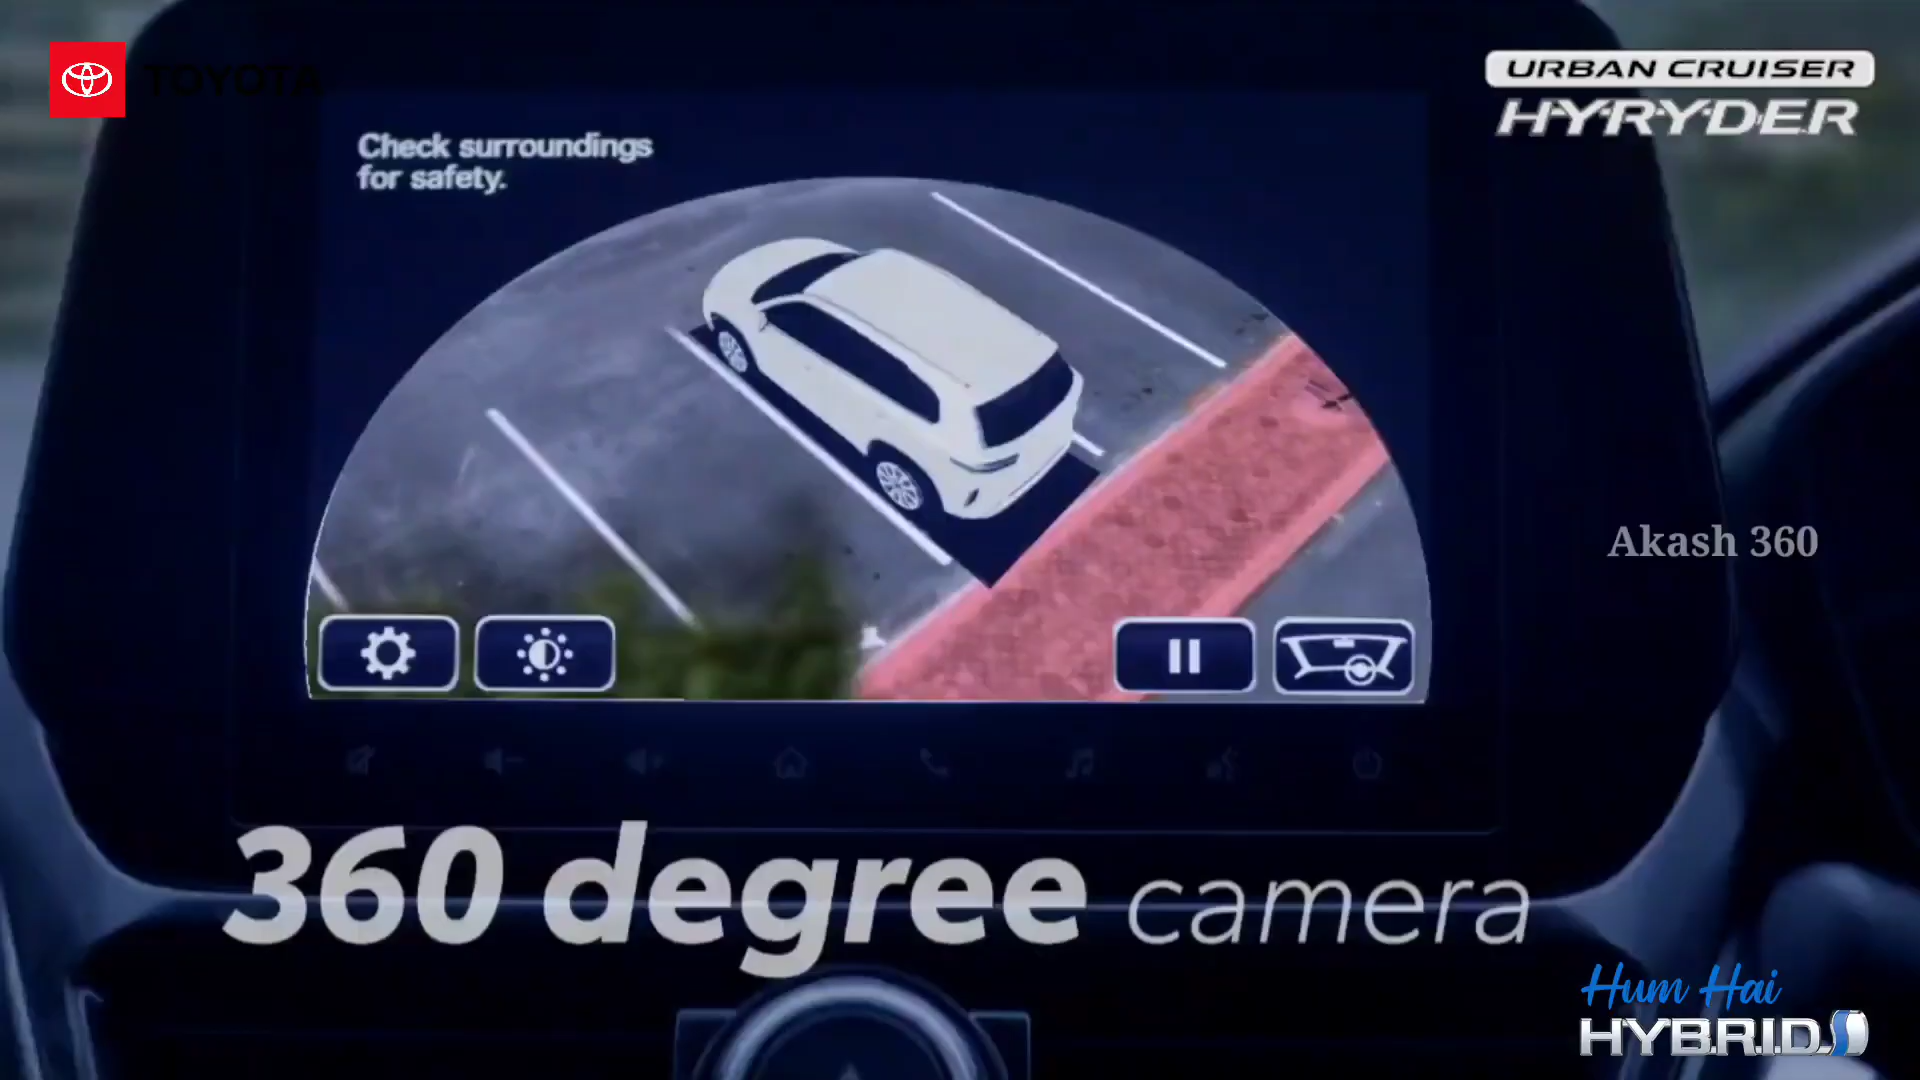 TOYOTA
URBAN CRUISER
HYRYDER
Check surroundings
for safety.
Akash 360
360 degree camera
Hum Hai
HYBRID